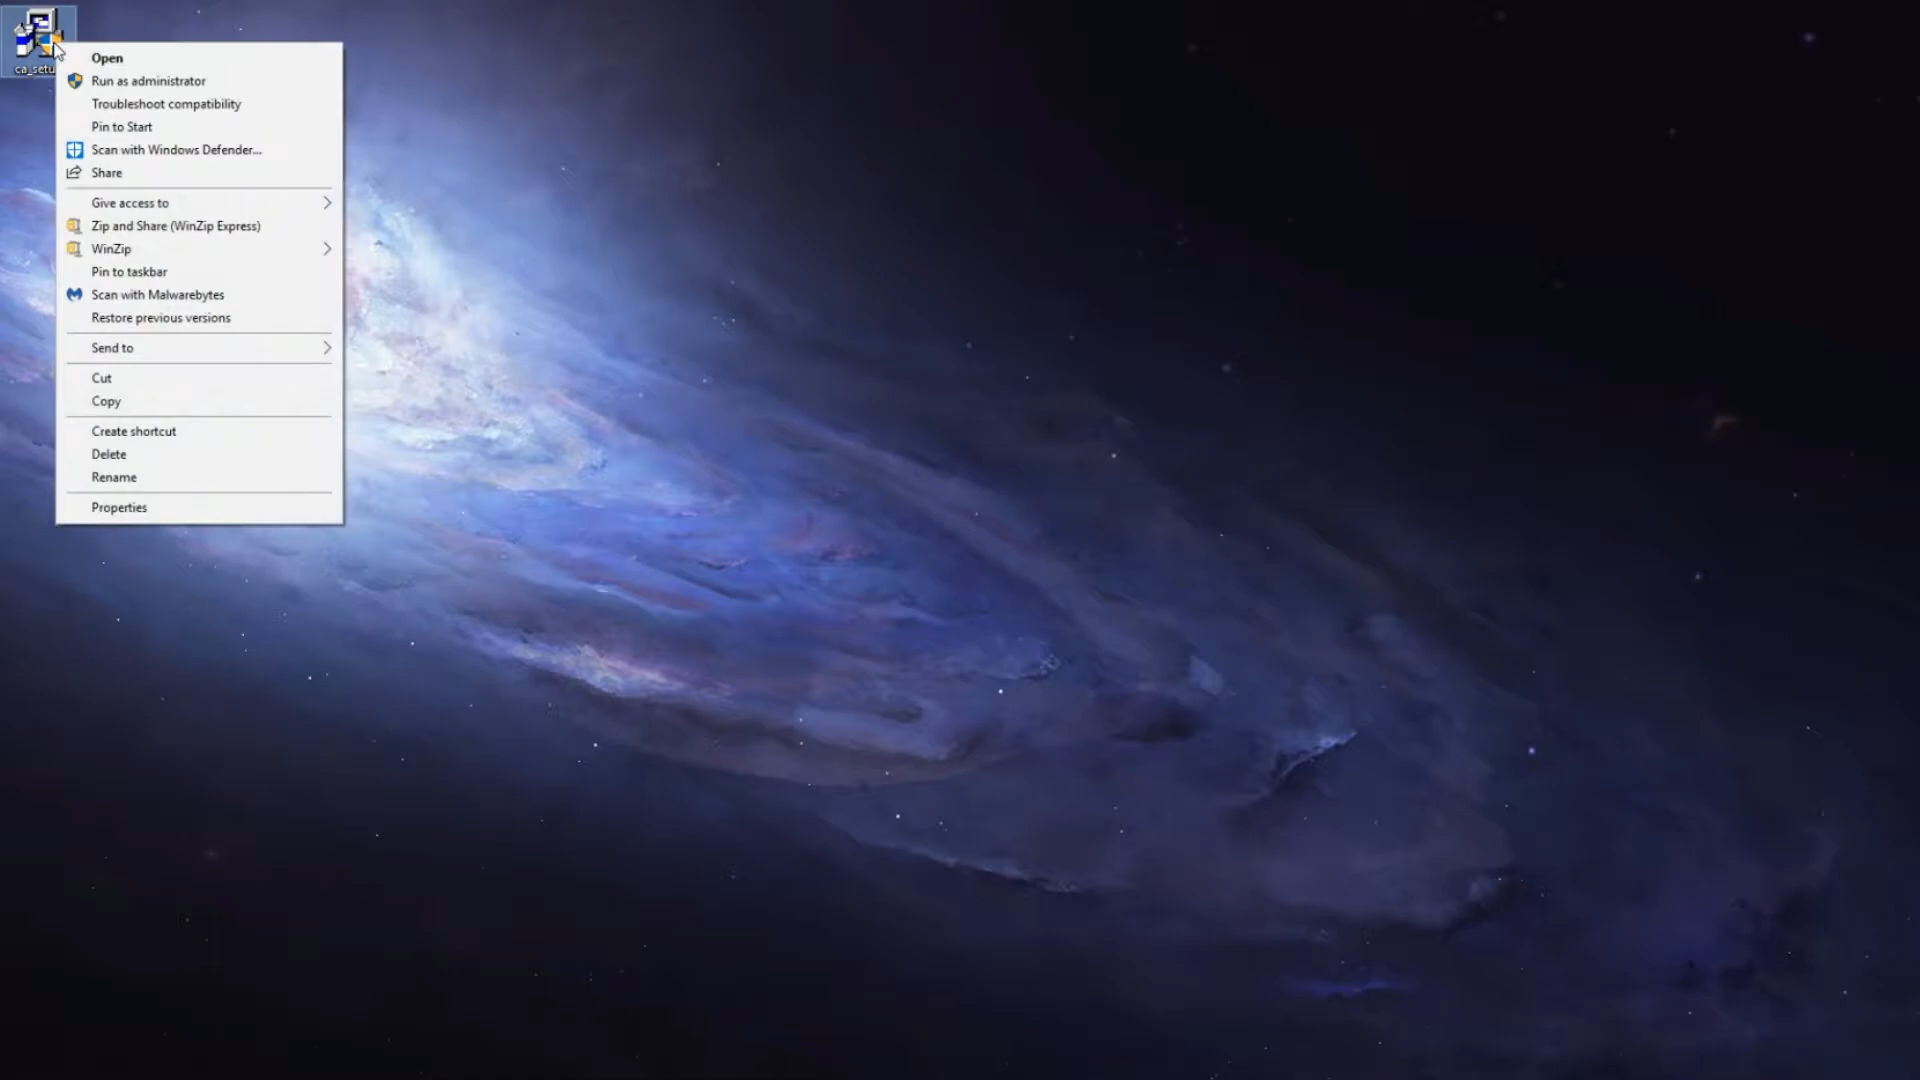 ca_setu
Open
Run as administrator
Troubleshoot compatibility
Pin to Start
Scan with Windows Defender...
Share
Give access to
Zip and Share (WinZip Express)
WinZip
Pin to taskbar
Scan with Malwarebytes
Restore previous versions
Send to
Cut
Copy
Create shortcut
Delete
Rename
Properties